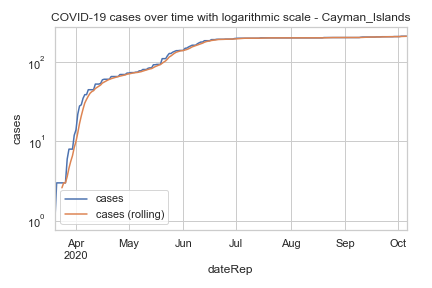 COVID-19 cases over time with logarithmic scale - Cayman_Islands
10²
10¹
10⁰
cases
cases
cases (rolling)
Apr May Jun Jul Aug Sep Oct
2020
dateRep